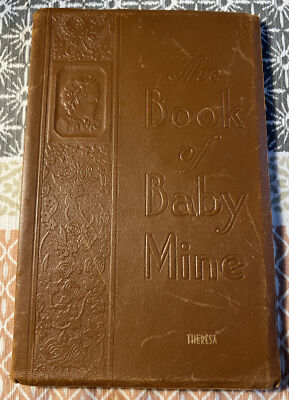 The
Book
of
Baby
Mine
THERESA